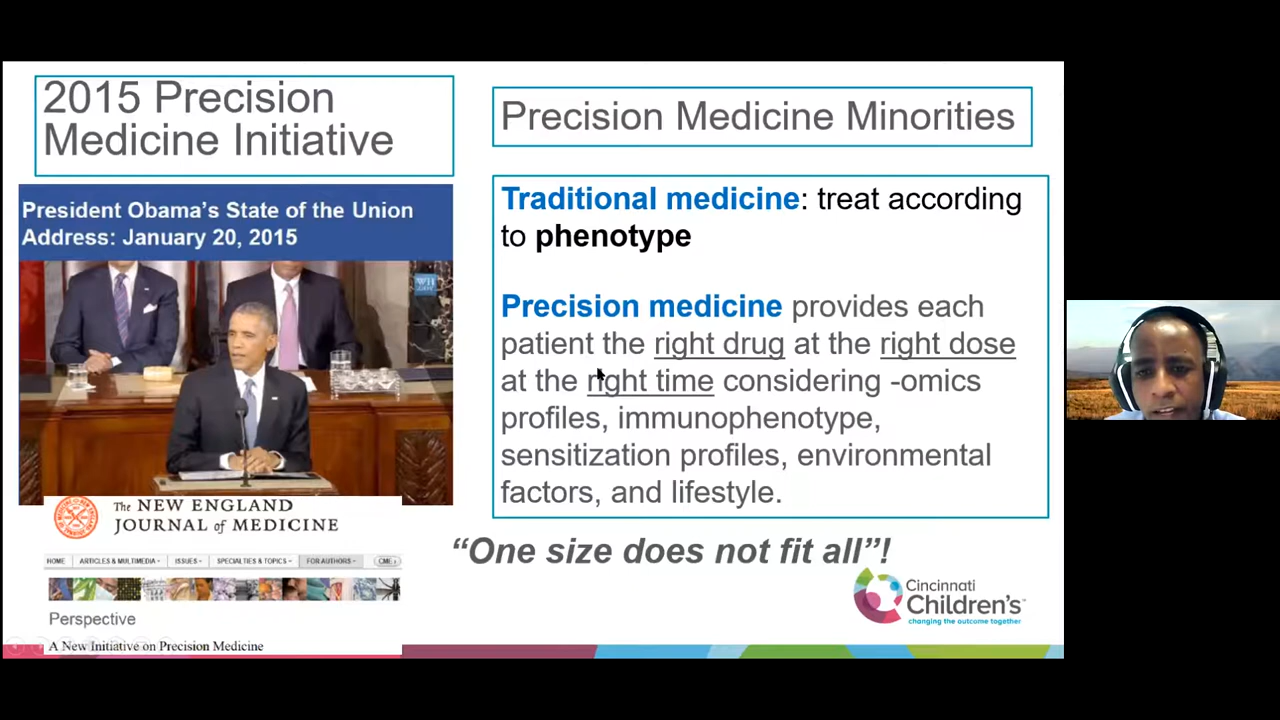 2015 Precision
Medicine Initiative
President Obama's State of the Union
Address: January 20, 2015
WH
.GOV
The NEW ENGLAND
JOURNAL of MEDICINE
HOME ARTICLES & MULTIMEDIA ISSUES SPECIALTIES & TOPICS FOR AUTHORS CME
Perspective
A New Initiative on Precision Medicine
Precision Medicine Minorities
Traditional medicine: treat according
to phenotype
Precision medicine provides each
patient the right drug at the right dose
at the right time considering -omics
profiles, immunophenotype,
sensitization profiles, environmental
factors, and lifestyle.
“One size does not fit all”!
Cincinnati
Children's™
changing the outcome together